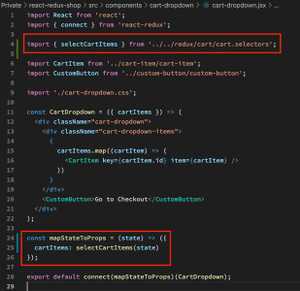 Private > react-redux-shop > src > components > cart-dropdown > cart-dropdown.jsx > ...
1 import React from 'react';
2 import { connect } from 'react-redux';
3
4 import { selectCartItems } from '../../redux/cart/cart.selectors';
5
6 import CartItem from '../cart-item/cart-item';
7 import CustomButton from '../custom-button/custom-button';
8
9 import './cart-dropdown.css';
10
11 const CartDropdown = ({ cartItems }) => (
12 <div className="cart-dropdown">
13 <div className="cart-dropdown-items">
14 {
15 cartItems.map((cartItem) => (
16 <CartItem key={cartItem.id} item={cartItem} />
17 ))
18 }
19 </div>
20 <CustomButton>Go to Checkout</CustomButton>
21 </div>
22 );
23
24 const mapStateToProps = (state) => ({
25 cartItems: selectCartItems(state)
26 });
27
28 export default connect(mapStateToProps)(CartDropdown);
29